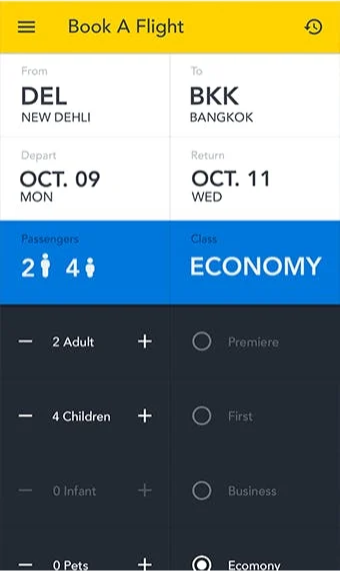 Book A Flight
From
To
DEL
BKK
NEW DEHLI
BANGKOK
Depart
Return
OCT. 09
OCT. 11
MON
WED
Passengers
Class
2 4
ECONOMY
2 Adult
Premiere
4 Children
First
0 Infant
Business
0 Pets
Ecomony